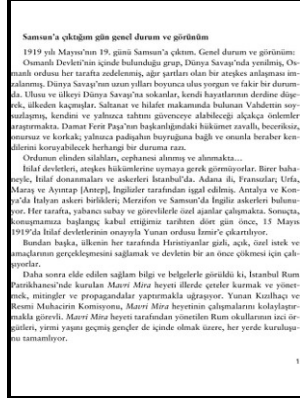 Samsun'a çıktığım gün genel durum ve görünüm
1919 yılı Mayısı'nın 19. günü Samsun'a çıktım. Genel durum ve görünüm:
Osmanlı Devleti'nin içinde bulunduğu grup, Dünya Savaşı'nda yenilmiş, Os-
manlı ordusu her tarafta zedelenmiş, ağır şartları olan bir ateşkes anlaşması im-
zalanmış. Dünya Savaşı'nın uzun yılları boyunca ulus yorgun ve fakir bir durum-
da. Ulusu ve ülkeyi Dünya Savaşı'na sokanlar, kendi hayatlarının derdine düşe-
rek, ülkeden kaçmışlar. Saltanat ve hilafet makamında bulunan Vahdettin soy-
suzlaşmış, kendini ve yalnızca tahtını güvenceye alabileceği alçakça önlemler
araştırmakta. Damat Ferit Paşa'nın başkanlığındaki hükümet zavallı, beceriksiz,
onursuz ve korkak; yalnızca padişahın buyruğuna bağlı ve onunla beraber ken-
dilerini koruyabilecek herhangi bir duruma razı.
Ordunun elinden silahları, cephanesi alınmış ve alınmakta...
İtilaf devletleri, ateşkes hükümlerine uymaya gerek görmüyorlar. Birer baha-
neyle, İtilaf donanmaları ve askerleri İstanbul'da. Adana ili, Fransızlar; Urfa,
Maraş ve Ayıntap [Antep], İngilizler tarafından işgal edilmiş. Antalya ve Kon-
ya'da İtalyan askeri birlikleri; Merzifon ve Samsun'da İngiliz askerleri bulunu-
yor. Her tarafta, yabancı subay ve görevlilerle özel ajanlar çalışmakta. Sonuçta,
konuşmamıza başlangıç kabul ettiğimiz tarihten dört gün önce, 15 Mayıs
1919'da İtilaf devletlerinin onayıyla Yunan ordusu İzmir'e çıkartılıyor.
Bundan başka, ülkenin her tarafında Hıristiyanlar gizli, açık, özel istek ve
amaçlarının gerçekleşmesini sağlamak ve devletin bir an önce çökmesi için çalı-
şıyorlar.
Daha sonra elde edilen sağlam bilgi ve belgelerle görüldü ki, İstanbul Rum
Patrikhanesi'nde kurulan Mavri Mira heyeti illerde çeteler kurmak ve yönet-
mek, mitingler ve propagandalar yaptırmakla uğraşıyor. Yunan Kızılhaçı ve
Resmi Muhacirin Komisyonu, Mavri Mira heyetinin çalışmalarını kolaylaştır-
makla görevli. Mavri Mira heyeti tarafından yönetilen Rum okullarının izci ör-
gütleri, yirmi yaşını geçmiş gençler de içinde olmak üzere, her yerde kuruluşu-
nu tamamlıyor.
1